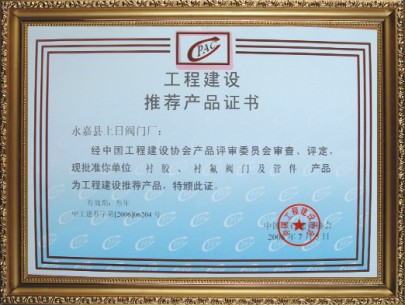 CPAC
工程建设
推荐产品证书
永嘉县上日阀门厂:
经中国工程建设协会产品评审委员会审查、评定,
现批准你单位 衬胶、衬氟阀门及管件 产品
为工程建设推荐产品,特颁此证。
有效期:叁年
中工建荐字第[2006]06204号